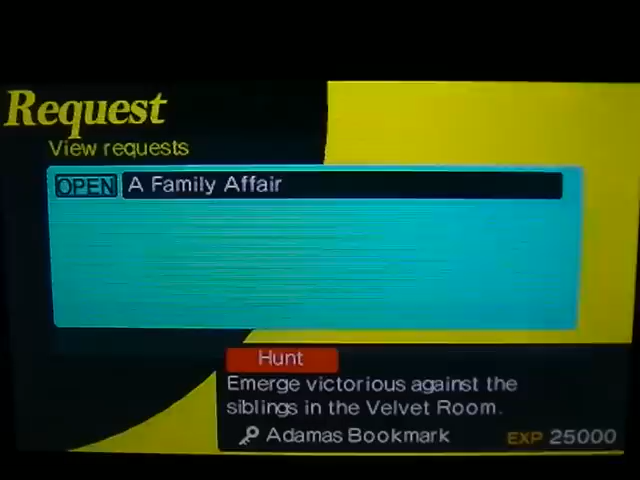 Request
View requests
OPEN A Family Affair
Hunt
Emerge victorious against the
siblings in the Velvet Room.
Adamas Bookmark EXP 25000